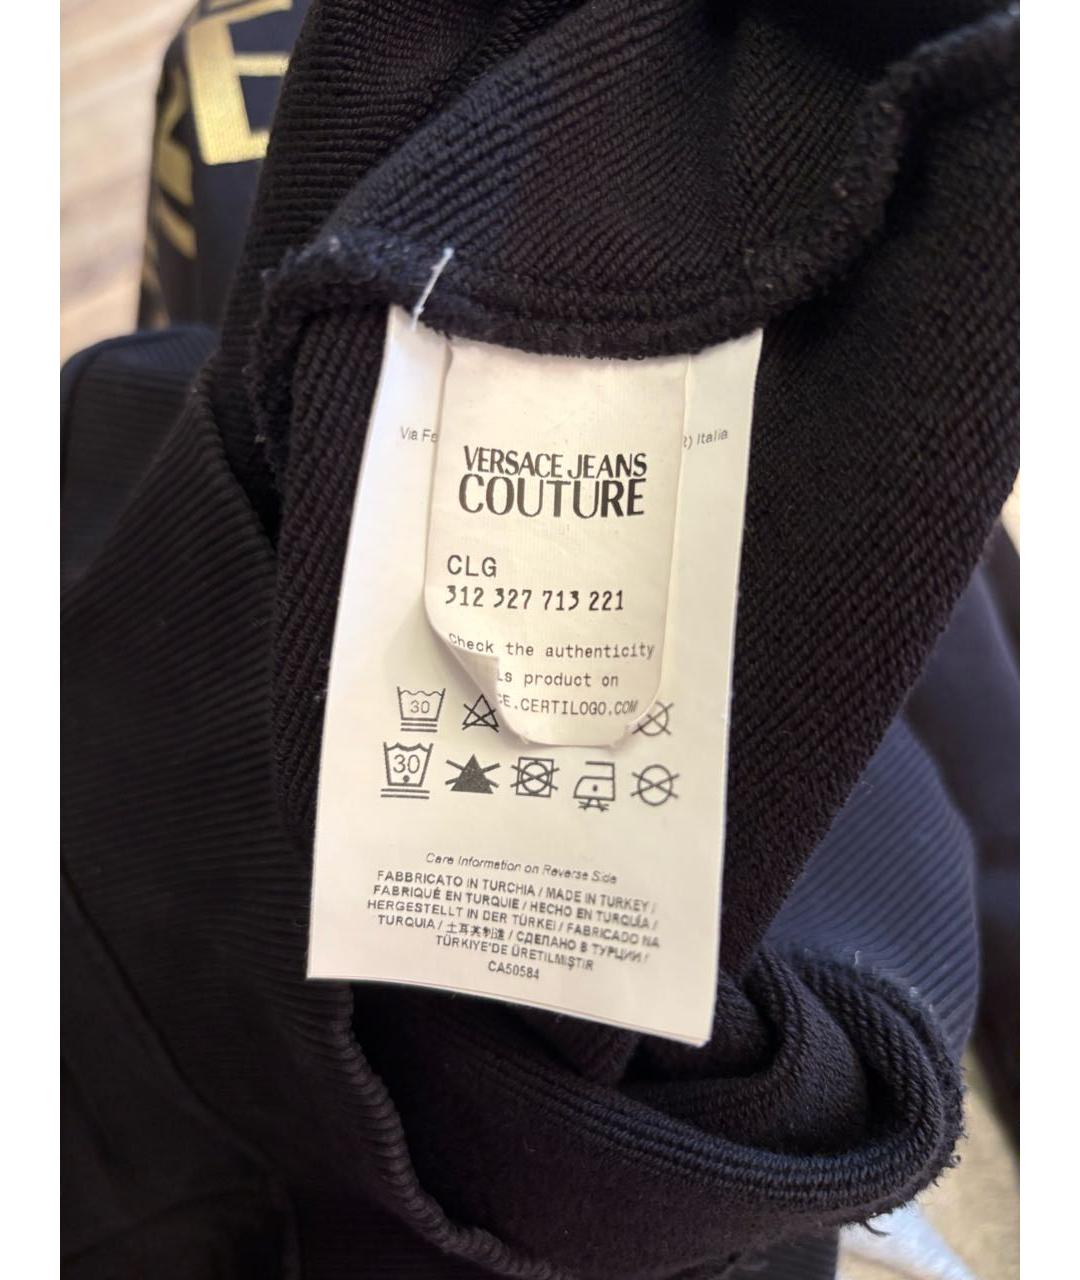 E
Via
Italia
VERSACE JEANS
COUTURE
CLG
312 327 713 221
Check the authenticity
product on
CERTILOGO.COM
30
30
Care Information on Reverse Side
FABBRICATO IN TURCHIA / MADE IN TURKEY /
FABRIQUÉ EN TURQUIE / HECHO EN TURQUÍA /
HERGESTELLT IN DER TÜRKEI / FABRICADO NA
TURQUIA / 土耳其制造 / СДЕЛАНО В ТУРЦИИ /
TÜRKİYE'DE ÜRETİLMİŞTİR
CA50584